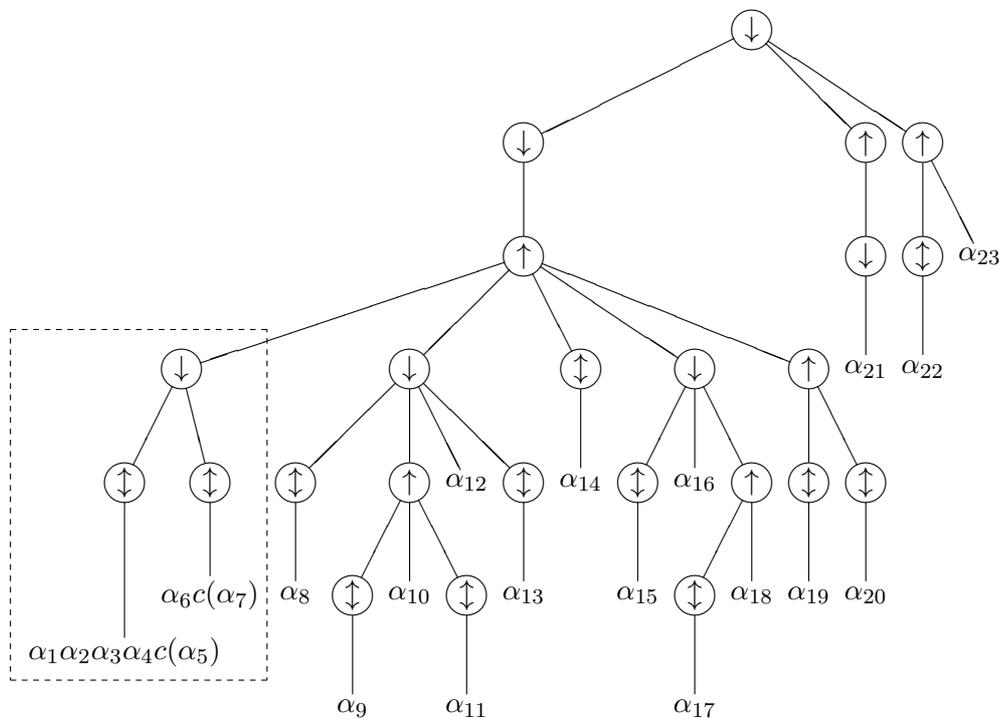 ↓
↓ ↑ ↑
↑ ↓ ↕ α₂₃
↓ ↓ ↕ ↓ ↑ α₂₁ α₂₂
↕ ↕ ↕ ↑ α₁₂ ↕ α₁₄ ↕ α₁₆ ↑ ↕ ↕
α₆c(α₇) α₈ ↕ α₁₀ ↕ α₁₃ α₁₅ ↕ α₁₈ α₁₉ α₂₀
α₁α₂α₃α₄c(α₅)
α₉ α₁₁ α₁₇